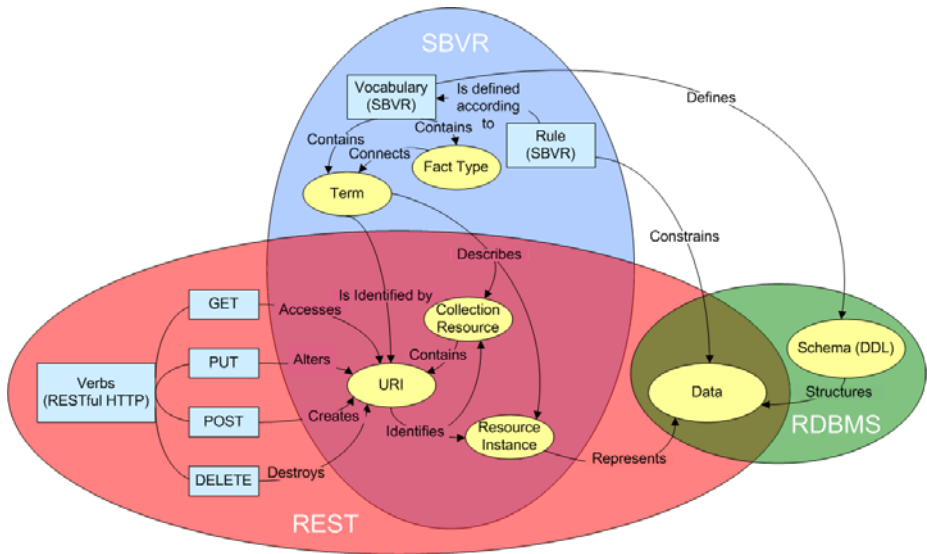 SBVR
Vocabulary
(SBVR)
Is defined
according
to
Defines
Contains
Contains
Rule
(SBVR)
Connects
Fact Type
Term
Constrains
Describes
GET
Accesses
Is Identified by
Collection
Resource
PUT
Alters
Contains
Schema (DDL)
Verbs
(RESTful HTTP)
URI
Data
Structures
POST
Creates
Identifies
Resource
Instance
RDBMS
Represents
DELETE
Destroys
REST